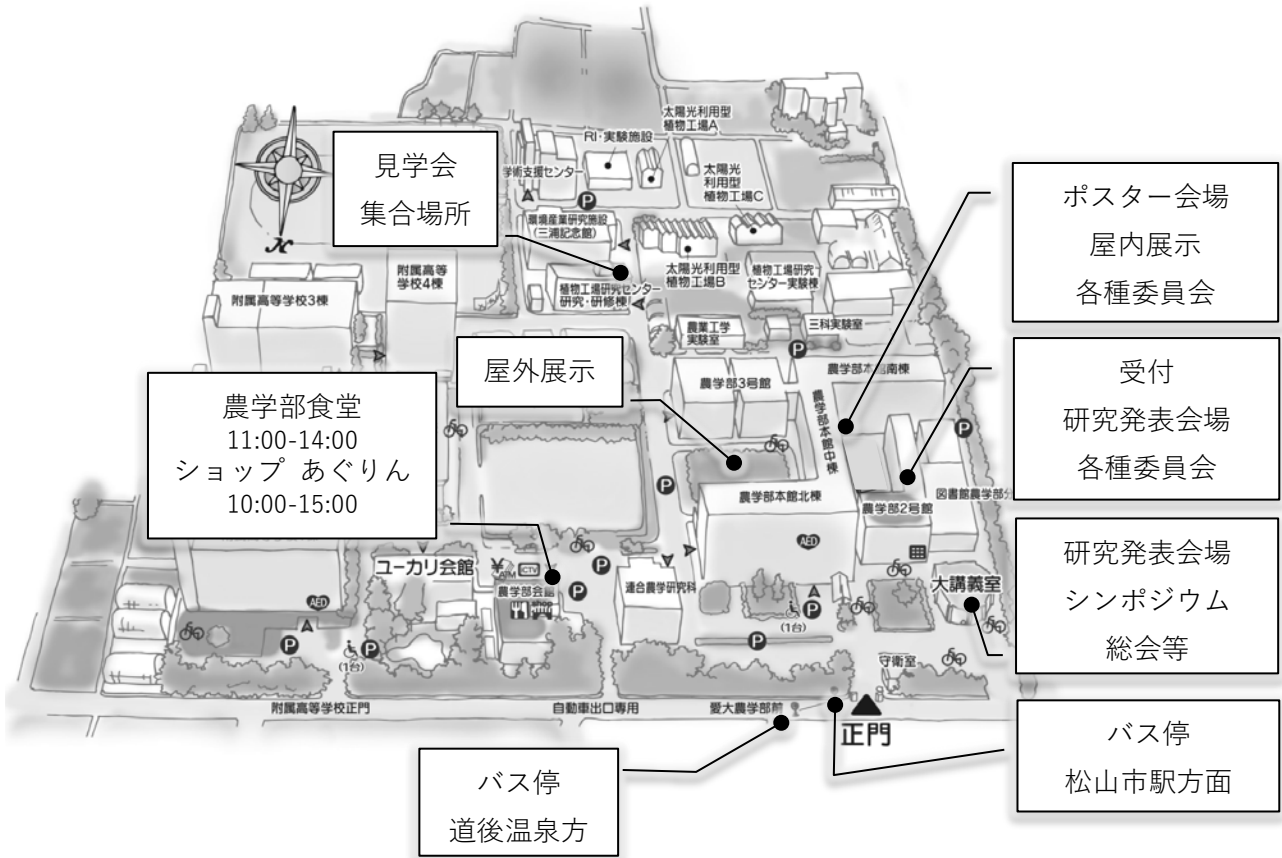 太陽光利用型
植物工場A
RI・実験施設
見学会
集合場所
学術支援センター
P
太陽光
利用型
植物工場C
ポスター会場
屋内展示
各種委員会
環境産業研究施設
(三浦記念館)
太陽光利用型
植物工場B
植物工場研究
センター実験棟
附属高等
学校4棟
附属高等学校3棟
植物工場研究センター
研究・研修棟
農業工学
実験室
三科実験室
P
屋外展示
農学部3号館
農学部本館南棟
農学部本館中棟
受付
研究発表会場
各種委員会
農学部食堂
11:00-14:00
ショップ あぐりん
10:00-15:00
P
P
農学部本館北棟
農学部2号館
図書館農学部分
AED
研究発表会場
シンポジウム
総会等
ユーカリ会館
ATM
ICTV
農学部会館
P
P
連合農学研究科
大講義室
AED
P
(1台)
P
P
P
(1台)
守衛室
附属高等学校正門
自動車出口専用
愛大農学部前
正門
バス停
松山市駅方面
バス停
道後温泉方